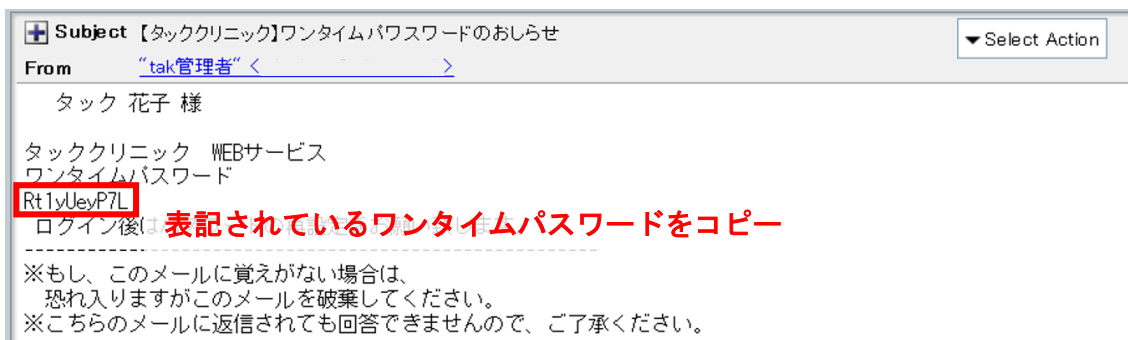 Subject 【タッククリニック】ワンタイムパワスワードのおしらせ
Select Action
From "tak管理者" < >
タック 花子 様
タッククリニック WEBサービス
ワンタイムパスワード
Rt1yUeyP7L
ログイン後は
表記されているワンタイムパスワードをコピー
※もし、このメールに覚えがない場合は、
恐れ入りますがこのメールを破棄してください。
※こちらのメールに返信されても回答できませんので、ご了承ください。